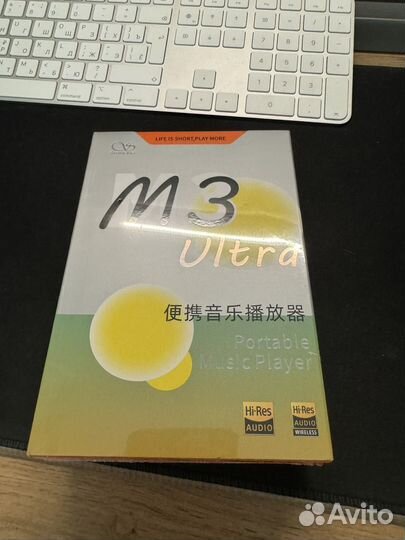 LIFE IS SHORT,PLAY MORE.
M3
Ultra
便携音乐播放器
Portable
Music Player
Hi-Res
AUDIO
Hi-Res
AUDIO
WIRELESS
Avito